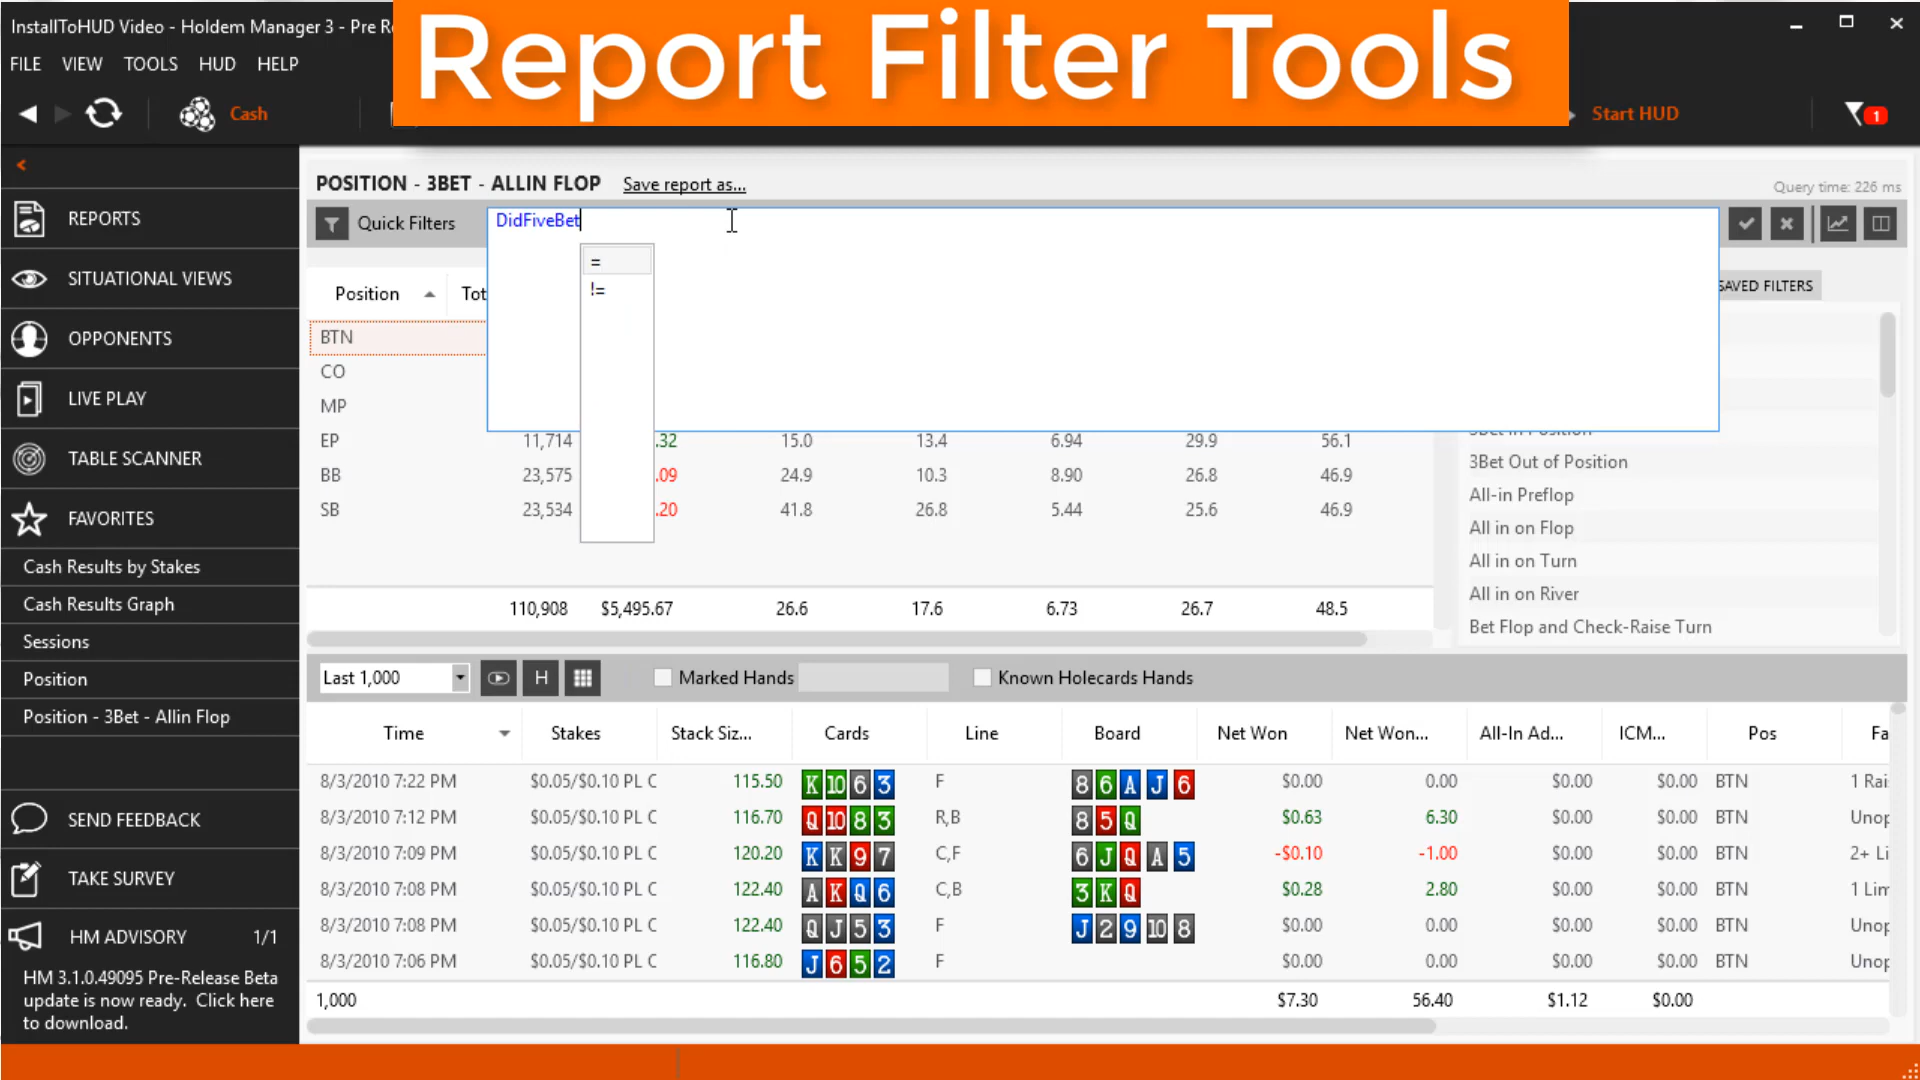 InstallToHUD Video - Holdem Manager 3 - Pre R
Report Filter Tools
FILE VIEW TOOLS HUD HELP
Cash
Start HUD
1
POSITION - 3BET - ALLIN FLOP Save report as...
Query time: 226 ms
REPORTS
SITUATIONAL VIEWS
OPPONENTS
LIVE PLAY
TABLE SCANNER
FAVORITES
Cash Results by Stakes
Cash Results Graph
Sessions
Position
Position - 3Bet - Allin Flop
SEND FEEDBACK
TAKE SURVEY
HM ADVISORY 1/1
HM 3.1.0.49095 Pre-Release Beta
update is now ready. Click here
to download.
Quick Filters DidFiveBet
=
!=
Position Tot
BTN
CO
MP
EP 11,714 .32 15.0 13.4 6.94 29.9 56.1
BB 23,575 .09 24.9 10.3 8.90 26.8 46.9
SB 23,534 .20 41.8 26.8 5.44 25.6 46.9
110,908 $5,495.67 26.6 17.6 6.73 26.7 48.5
SAVED FILTERS
3Bet Out of Position
All-in Preflop
All in on Flop
All in on Turn
All in on River
Bet Flop and Check-Raise Turn
Last 1,000 H Marked Hands Known Holecards Hands
Time Stakes Stack Siz... Cards Line Board Net Won Net Won... All-In Ad... ICM... Pos Fa
8/3/2010 7:22 PM $0.05/$0.10 PL C 115.50 K 10 6 3 F 8 6 A J 6 $0.00 0.00 $0.00 $0.00 BTN 1 Rai
8/3/2010 7:12 PM $0.05/$0.10 PL C 116.70 Q 10 8 3 R,B 8 5 Q $0.63 6.30 $0.00 $0.00 BTN Unop
8/3/2010 7:09 PM $0.05/$0.10 PL C 120.20 K K 9 7 C,F 6 J Q A 5 -$0.10 -1.00 $0.00 $0.00 BTN 2+ Li
8/3/2010 7:08 PM $0.05/$0.10 PL C 122.40 A K Q 6 C,B 3 K Q $0.28 2.80 $0.00 $0.00 BTN 1 Lim
8/3/2010 7:08 PM $0.05/$0.10 PL C 122.40 Q J 5 3 F J 2 9 10 8 $0.00 0.00 $0.00 $0.00 BTN Unop
8/3/2010 7:06 PM $0.05/$0.10 PL C 116.80 J 6 5 2 F $0.00 0.00 $0.00 $0.00 BTN Unop
1,000 $7.30 56.40 $1.12 $0.00